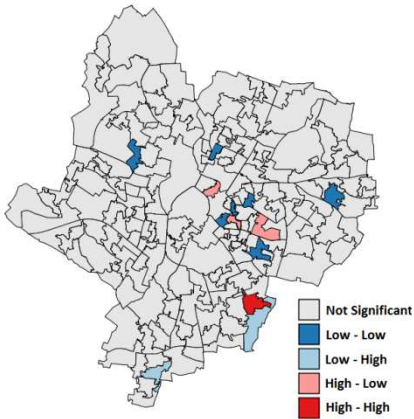 Not Significant
Low - Low
Low - High
High - Low
High - High